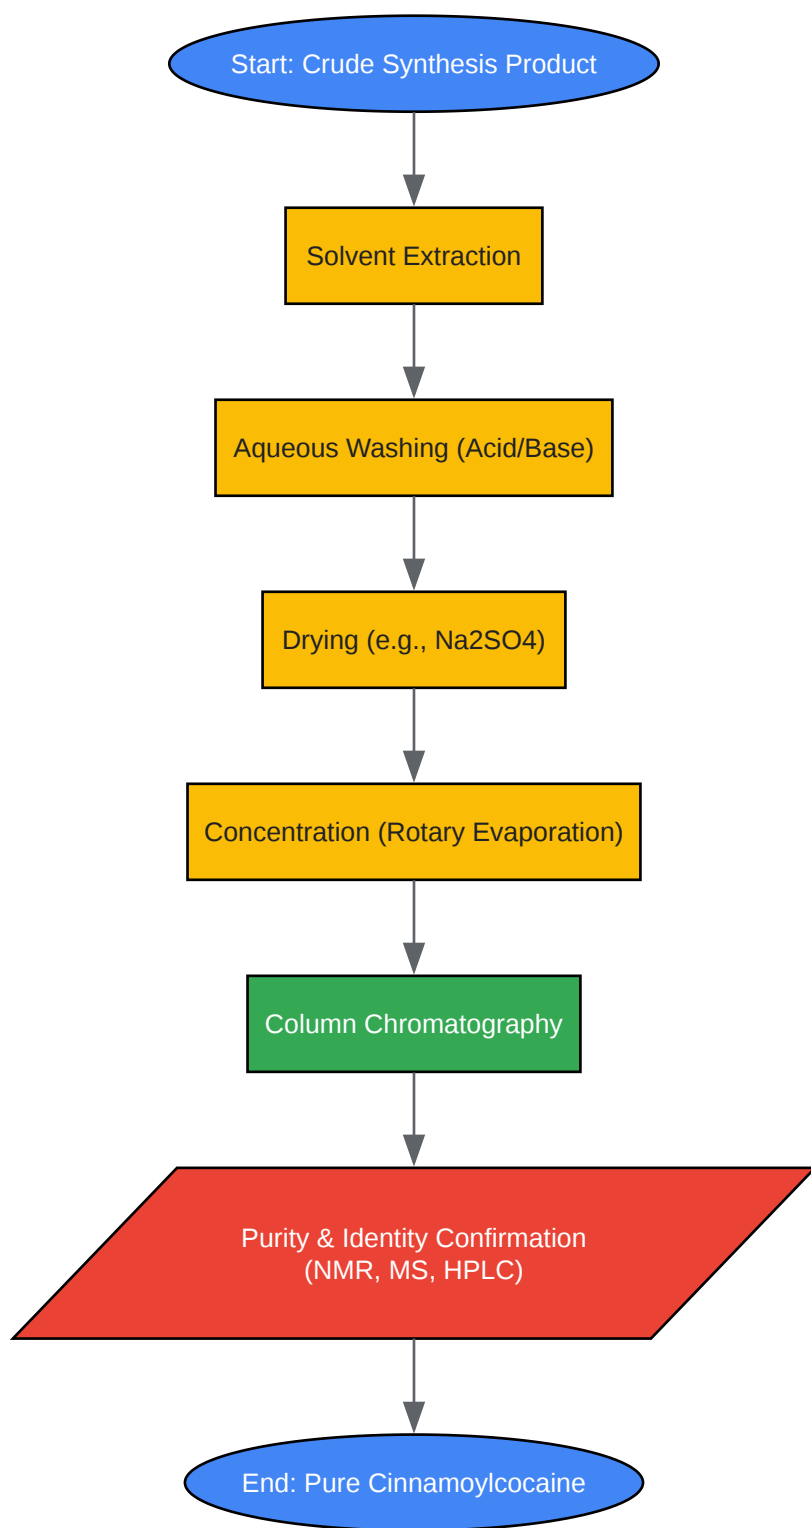 Start: Crude Synthesis Product
Solvent Extraction
Aqueous Washing (Acid/Base)
Drying (e.g., Na2SO4)
Concentration (Rotary Evaporation)
Column Chromatography
Purity & Identity Confirmation
(NMR, MS, HPLC)
End: Pure Cinnamoylcocaine